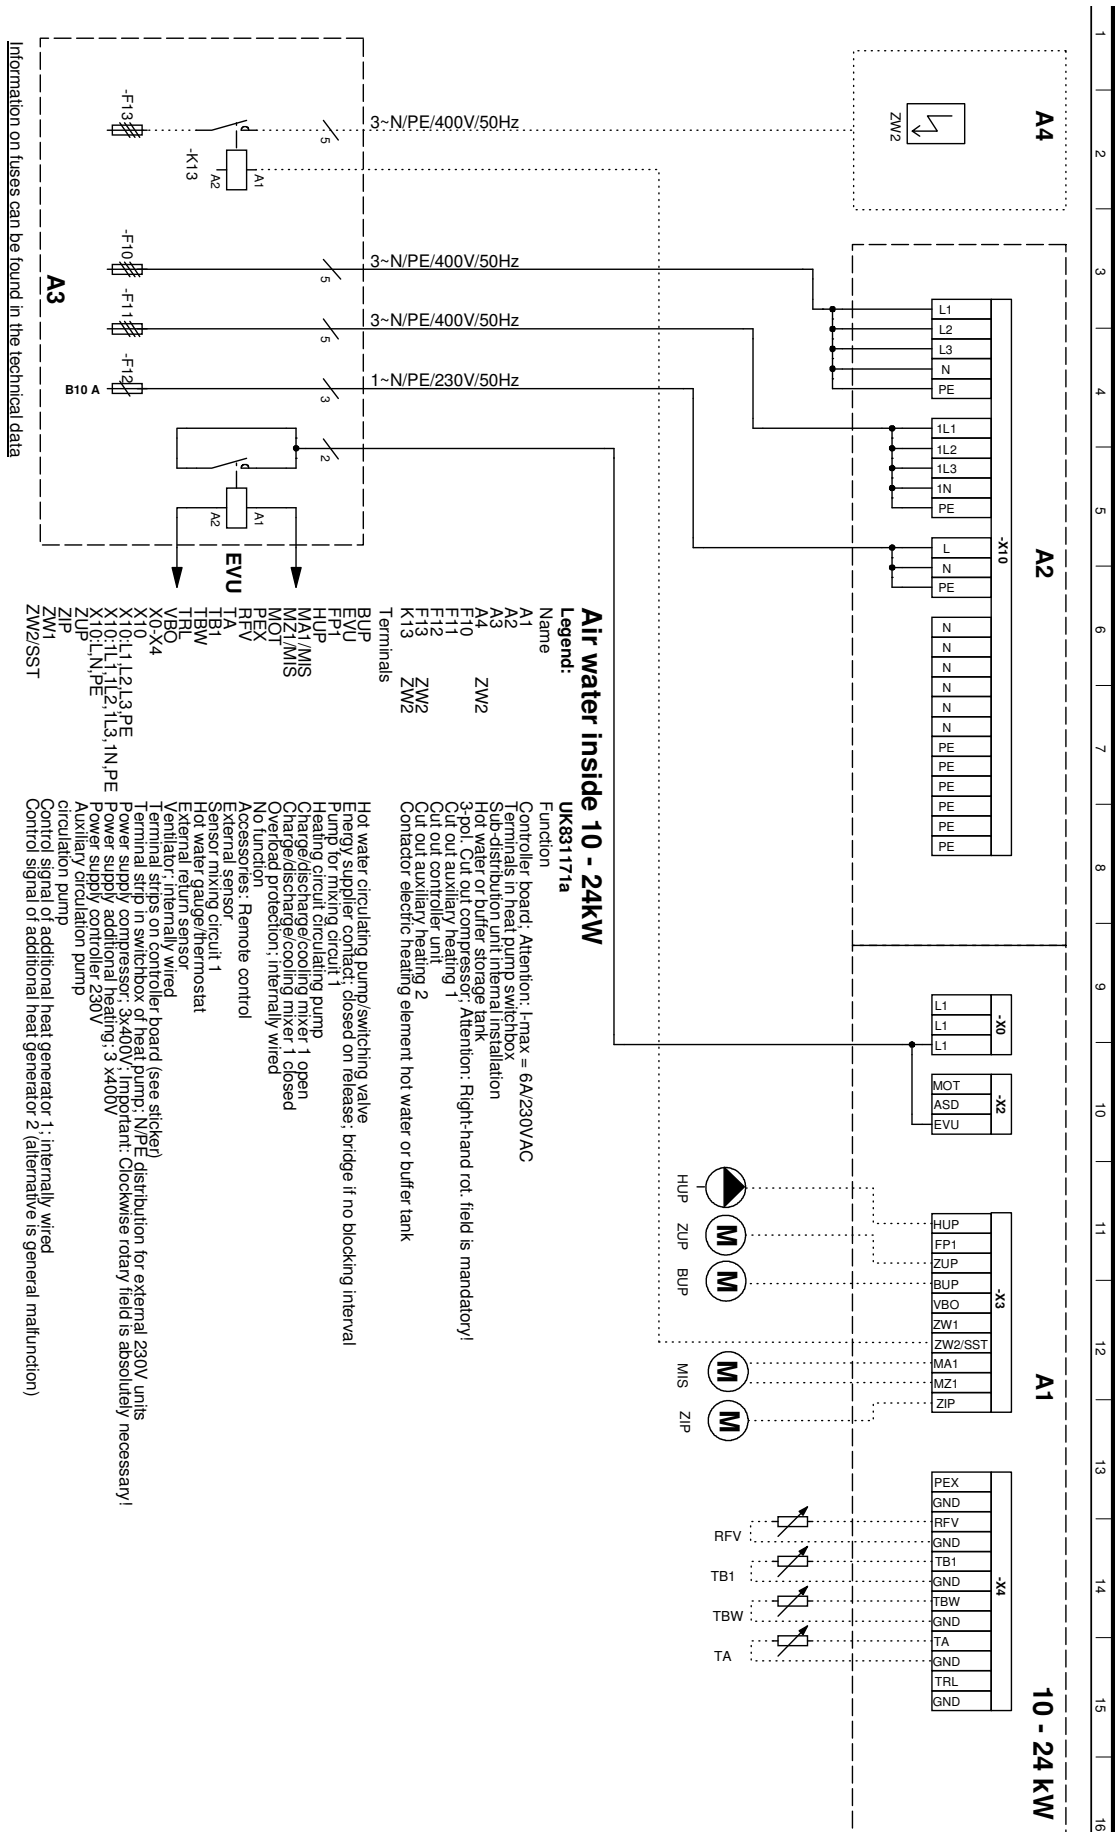 1
2
3
4
5
6
7
8
9
10
11
12
13
14
15
16
10 - 24 kW
A4
ZW2
A2
-X10
L1
L2
L3
N
PE
1L1
1L2
1L3
1N
PE
L
N
PE
N
N
N
N
N
N
PE
PE
PE
PE
PE
PE
A1
-X0
L1
L1
L1
-X2
MOT
ASD
EVU
-X3
HUP
FP1
ZUP
BUP
VBO
ZW1
ZW2/SST
MA1
MZ1
ZIP
-X4
PEX
GND
RFV
GND
TB1
GND
TBW
GND
TA
GND
TRL
GND
HUP
M
ZUP
M
BUP
M
MIS
M
ZIP
RFV
TB1
TBW
TA
3~N/PE/400V/50Hz
5
-F13
-K13
A1
A2
3~N/PE/400V/50Hz
5
-F10
3~N/PE/400V/50Hz
5
-F11
1~N/PE/230V/50Hz
3
-F12
B10 A
2
A1
A2
EVU
A3
Information on fuses can be found in the technical data
Air water inside 10 - 24kW
Legend: UK831171a
Name Function
A1 Controller board; Attention: I-max = 6A/230VAC
A2 Terminals in heat pump switchbox
A3 Sub-distribution unit internal installation
A4 ZW2 Hot water or buffer storage tank
F10 3-pol. Cut out compressor; Attention: Right-hand rot. field is mandatory!
F11 Cut out auxiliary heating 1
F12 Cut out controller unit
F13 ZW2 Cut out auxiliary heating 2
K13 ZW2 Contactor electric heating element hot water or buffer tank
Terminals
BUP Hot water circulating pump/switching valve
EVU Energy supplier contact; closed on release; bridge if no blocking interval
FP1 Pump for mixing circuit 1
HUP Heating circuit circulating pump
MA1/MIS Charge/discharge/cooling mixer 1 open
MZ1/MIS Charge/discharge/cooling mixer 1 closed
MOT Overload protection; internally wired
PEX No function
RFV Accessories: Remote control
TA External sensor
TB1 Sensor mixing circuit 1
TBW Hot water gauge/thermostat
TRL External return sensor
VBO Ventilator; internally wired
X0-X4 Terminal strips on controller board (see sticker)
X10 Terminal strip in switchbox of heat pump; N/PE distribution for external 230V units
X10:L1,L2,L3,PE Power supply compressor; 3x400V; Important: Clockwise rotary field is absolutely necessary!
X10:1L1,1L2,1L3,1N,PE Power supply additional heating; 3 x400V
X10:L,N,PE Power supply controller 230V
ZUP Auxiliary circulation pump
ZIP circulation pump
ZW1 Control signal of additional heat generator 1; internally wired
ZW2/SST Control signal of additional heat generator 2 (alternative is general malfunction)